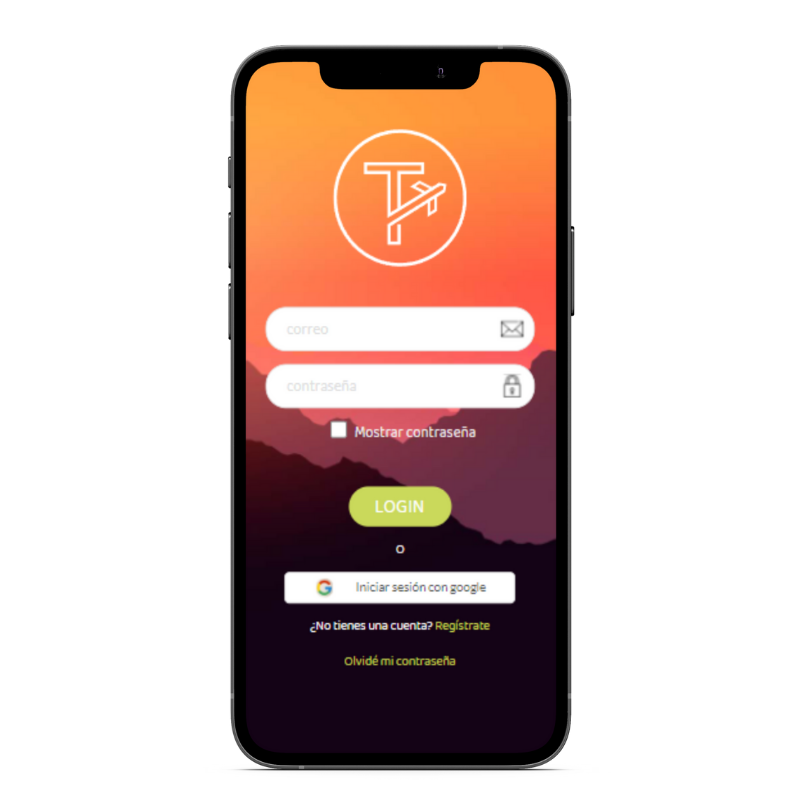 T
correo
contraseña
Mostrar contraseña
LOGIN
o
Iniciar sesión con google
¿No tienes una cuenta? Regístrate
Olvidé mi contraseña